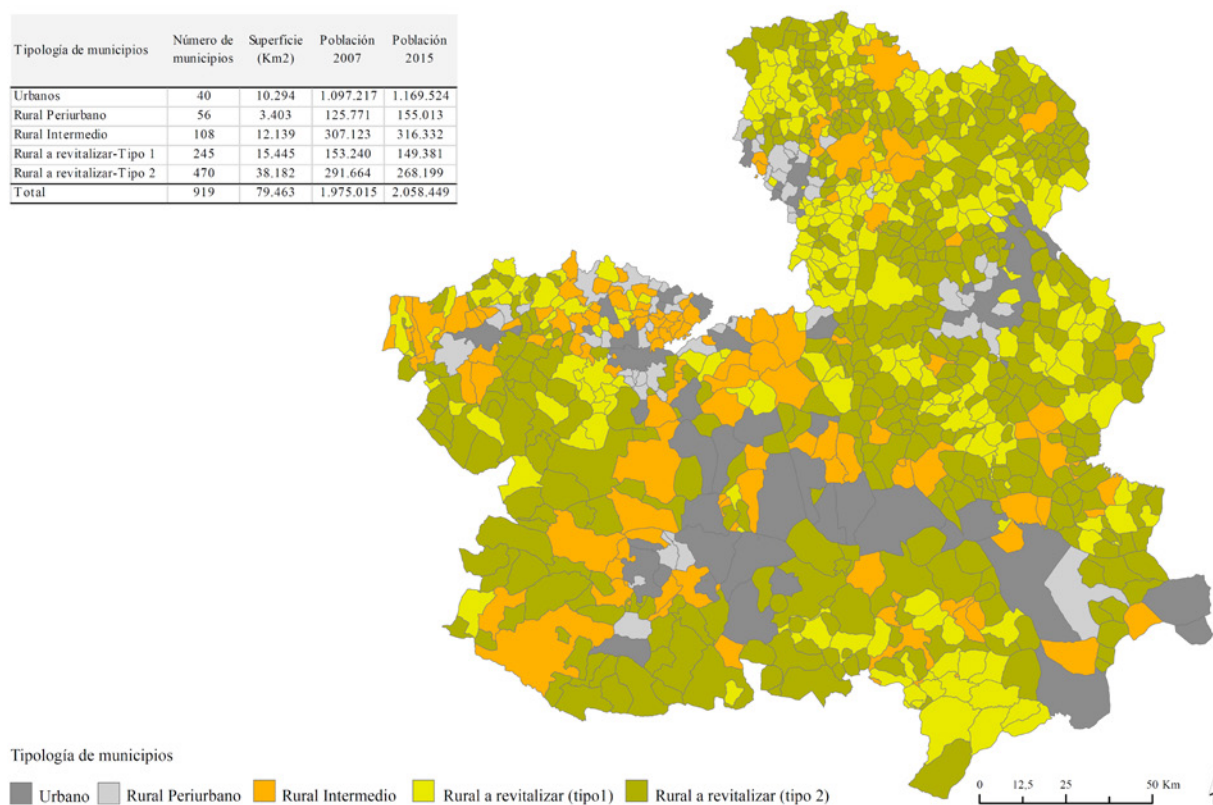 Tipología de municipios Número de municipios Superficie (Km2) Población 2007 Población 2015
Urbanos 40 10.294 1.097.217 1.169.524
Rural Periurbano 56 3.403 125.771 155.013
Rural Intermedio 108 12.139 307.123 316.332
Rural a revitalizar-Tipo 1 245 15.445 153.240 149.381
Rural a revitalizar-Tipo 2 470 38.182 291.664 268.199
Total 919 79.463 1.975.015 2.058.449
Tipología de municipios
Urbano Rural Periurbano Rural Intermedio Rural a revitalizar (tipo1) Rural a revitalizar (tipo 2)
0 12,5 25 50 Km